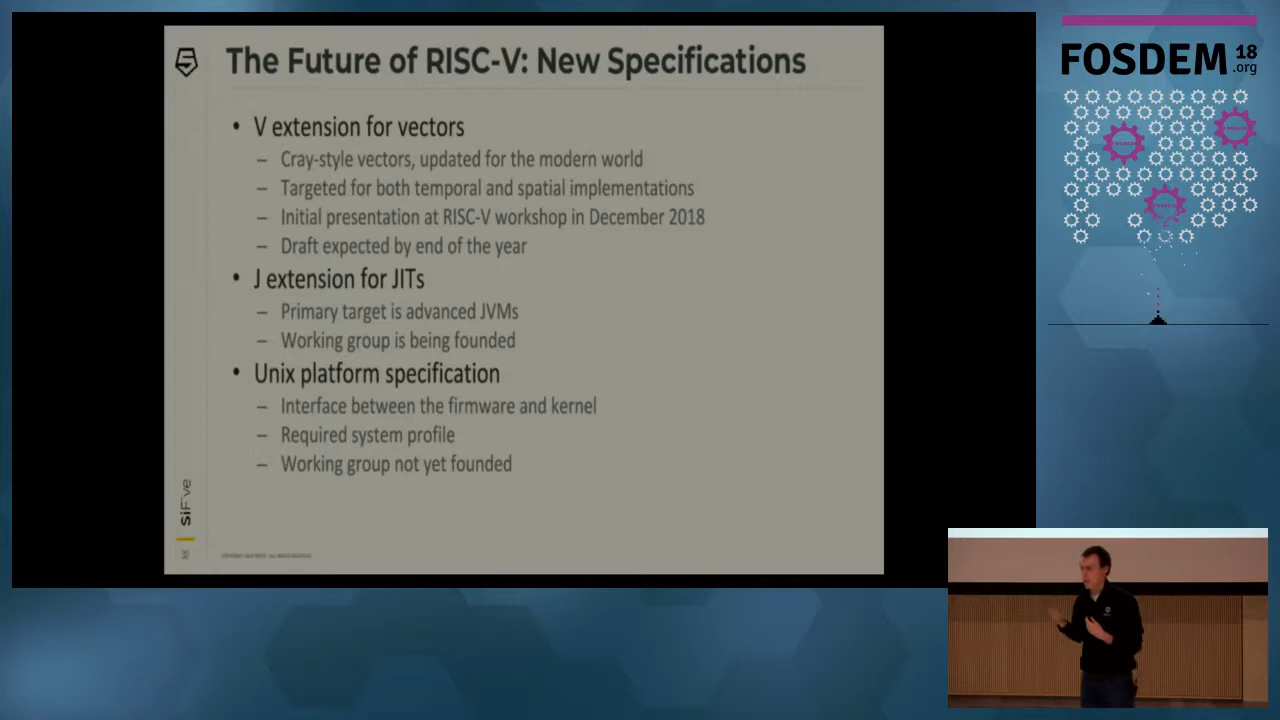 The Future of RISC-V: New Specifications
• V extension for vectors
– Cray-style vectors, updated for the modern world
– Targeted for both temporal and spatial implementations
– Initial presentation at RISC-V workshop in December 2018
– Draft expected by end of the year
• J extension for JITs
– Primary target is advanced JVMs
– Working group is being founded
• Unix platform specification
– Interface between the firmware and kernel
– Required system profile
– Working group not yet founded
SiFive
FOSDEM 18
.org